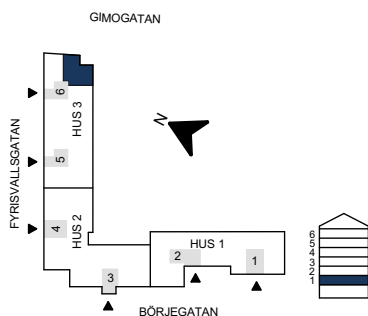 GIMOGATAN
N
FYRISVALLSGATAN
6
HUS 3
5
4
HUS 2
HUS 1
2
1
3
BÖRJEGATAN
6
5
4
3
2
1